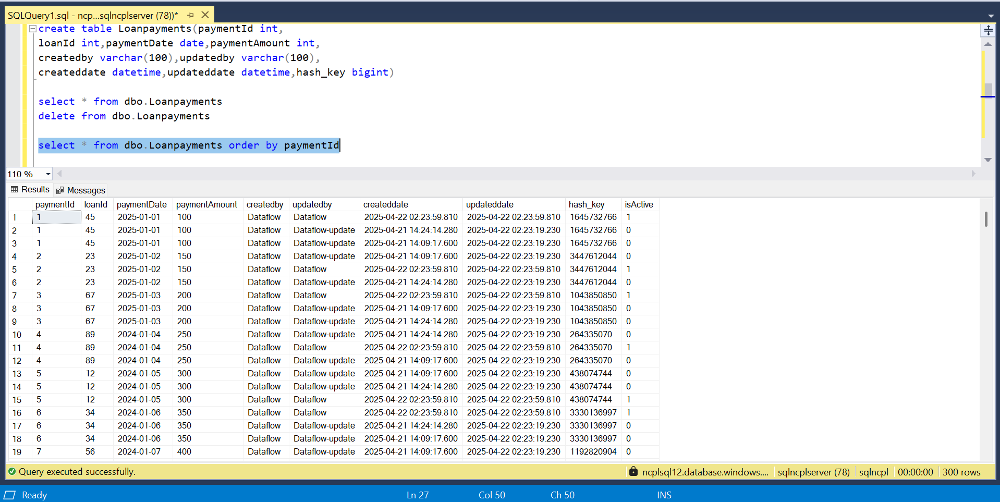 SQLQuery1.sql - ncp...sqlncplserver (78))*
create table Loanpayments(paymentId int,
loanId int,paymentDate date,paymentAmount int,
createdby varchar(100),updatedby varchar(100),
createddate datetime,updateddate datetime,hash_key bigint)
select * from dbo.Loanpayments
delete from dbo.Loanpayments
select * from dbo.Loanpayments order by paymentId
110 %
Results Messages
paymentId loanId paymentDate paymentAmount createdby updatedby createddate updateddate hash_key isActive
1 1 45 2025-01-01 100 Dataflow Dataflow 2025-04-22 02:23:59.810 2025-04-22 02:23:59.810 1645732766 1
2 1 45 2025-01-01 100 Dataflow Dataflow-update 2025-04-21 14:24:14.280 2025-04-22 02:23:19.230 1645732766 0
3 1 45 2025-01-01 100 Dataflow Dataflow-update 2025-04-21 14:09:17.600 2025-04-22 02:23:19.230 1645732766 0
4 2 23 2025-01-02 150 Dataflow Dataflow-update 2025-04-21 14:09:17.600 2025-04-22 02:23:19.230 3447612044 0
5 2 23 2025-01-02 150 Dataflow Dataflow 2025-04-22 02:23:59.810 2025-04-22 02:23:59.810 3447612044 1
6 2 23 2025-01-02 150 Dataflow Dataflow-update 2025-04-21 14:24:14.280 2025-04-22 02:23:19.230 3447612044 0
7 3 67 2025-01-03 200 Dataflow Dataflow 2025-04-22 02:23:59.810 2025-04-22 02:23:59.810 1043850850 1
8 3 67 2025-01-03 200 Dataflow Dataflow-update 2025-04-21 14:09:17.600 2025-04-22 02:23:19.230 1043850850 0
9 3 67 2025-01-03 200 Dataflow Dataflow-update 2025-04-21 14:24:14.280 2025-04-22 02:23:19.230 1043850850 0
10 4 89 2024-01-04 250 Dataflow Dataflow-update 2025-04-21 14:24:14.280 2025-04-22 02:23:19.230 264335070 0
11 4 89 2024-01-04 250 Dataflow Dataflow 2025-04-22 02:23:59.810 2025-04-22 02:23:59.810 264335070 1
12 4 89 2024-01-04 250 Dataflow Dataflow-update 2025-04-21 14:09:17.600 2025-04-22 02:23:19.230 264335070 0
13 5 12 2024-01-05 300 Dataflow Dataflow-update 2025-04-21 14:09:17.600 2025-04-22 02:23:19.230 438074744 0
14 5 12 2024-01-05 300 Dataflow Dataflow-update 2025-04-21 14:24:14.280 2025-04-22 02:23:19.230 438074744 0
15 5 12 2024-01-05 300 Dataflow Dataflow 2025-04-22 02:23:59.810 2025-04-22 02:23:59.810 438074744 1
16 6 34 2024-01-06 350 Dataflow Dataflow 2025-04-22 02:23:59.810 2025-04-22 02:23:59.810 3330136997 1
17 6 34 2024-01-06 350 Dataflow Dataflow-update 2025-04-21 14:24:14.280 2025-04-22 02:23:19.230 3330136997 0
18 6 34 2024-01-06 350 Dataflow Dataflow-update 2025-04-21 14:09:17.600 2025-04-22 02:23:19.230 3330136997 0
19 7 56 2024-01-07 400 Dataflow Dataflow-update 2025-04-21 14:09:17.600 2025-04-22 02:23:19.230 1192820904 0
Query executed successfully. ncplsql12.database.windows.... sqlncplserver (78) sqlncpl 00:00:00 300 rows
Ready Ln 27 Col 50 Ch 50 INS